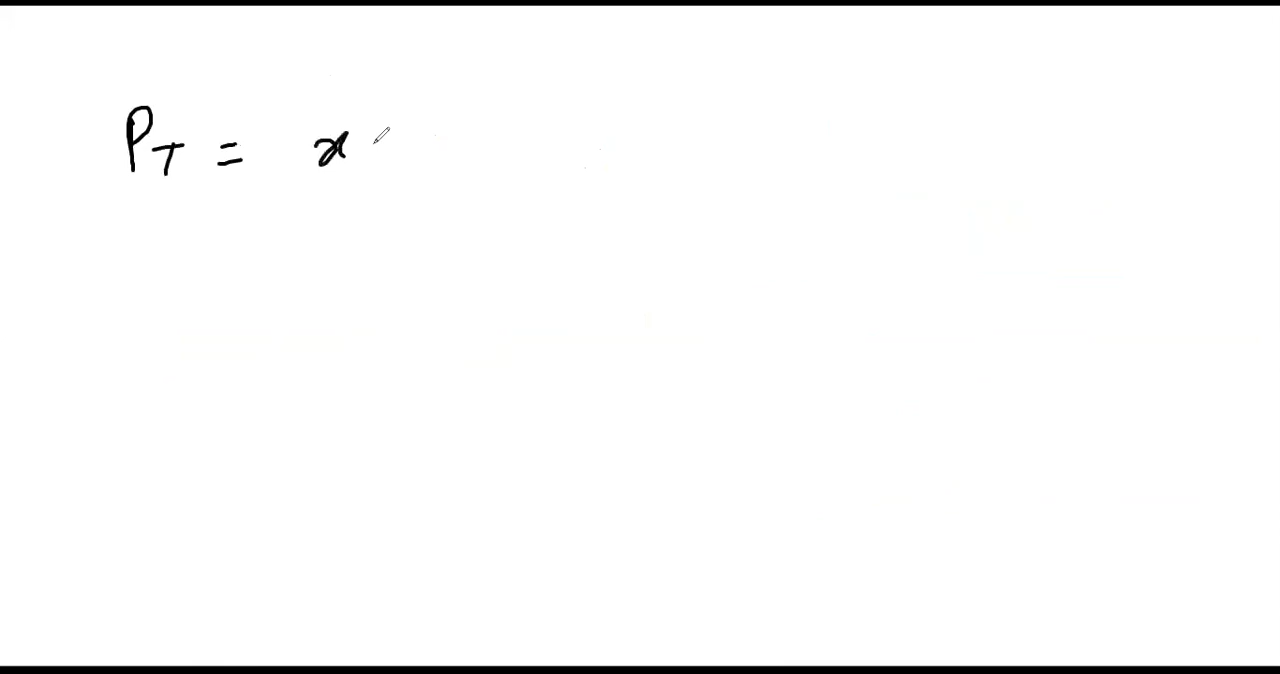 P_T = x